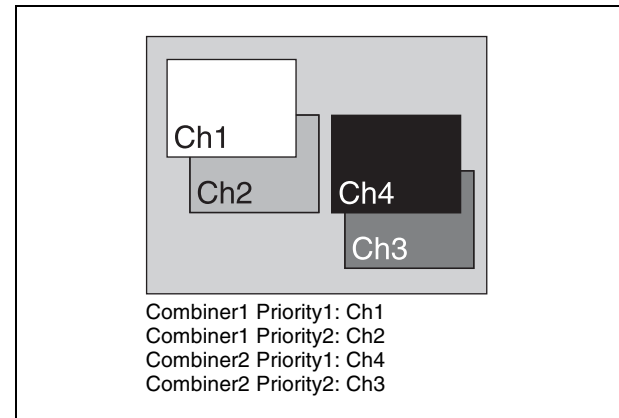 Ch1
Ch2
Ch4
Ch3
Combiner1 Priority1: Ch1
Combiner1 Priority2: Ch2
Combiner2 Priority1: Ch4
Combiner2 Priority2: Ch3